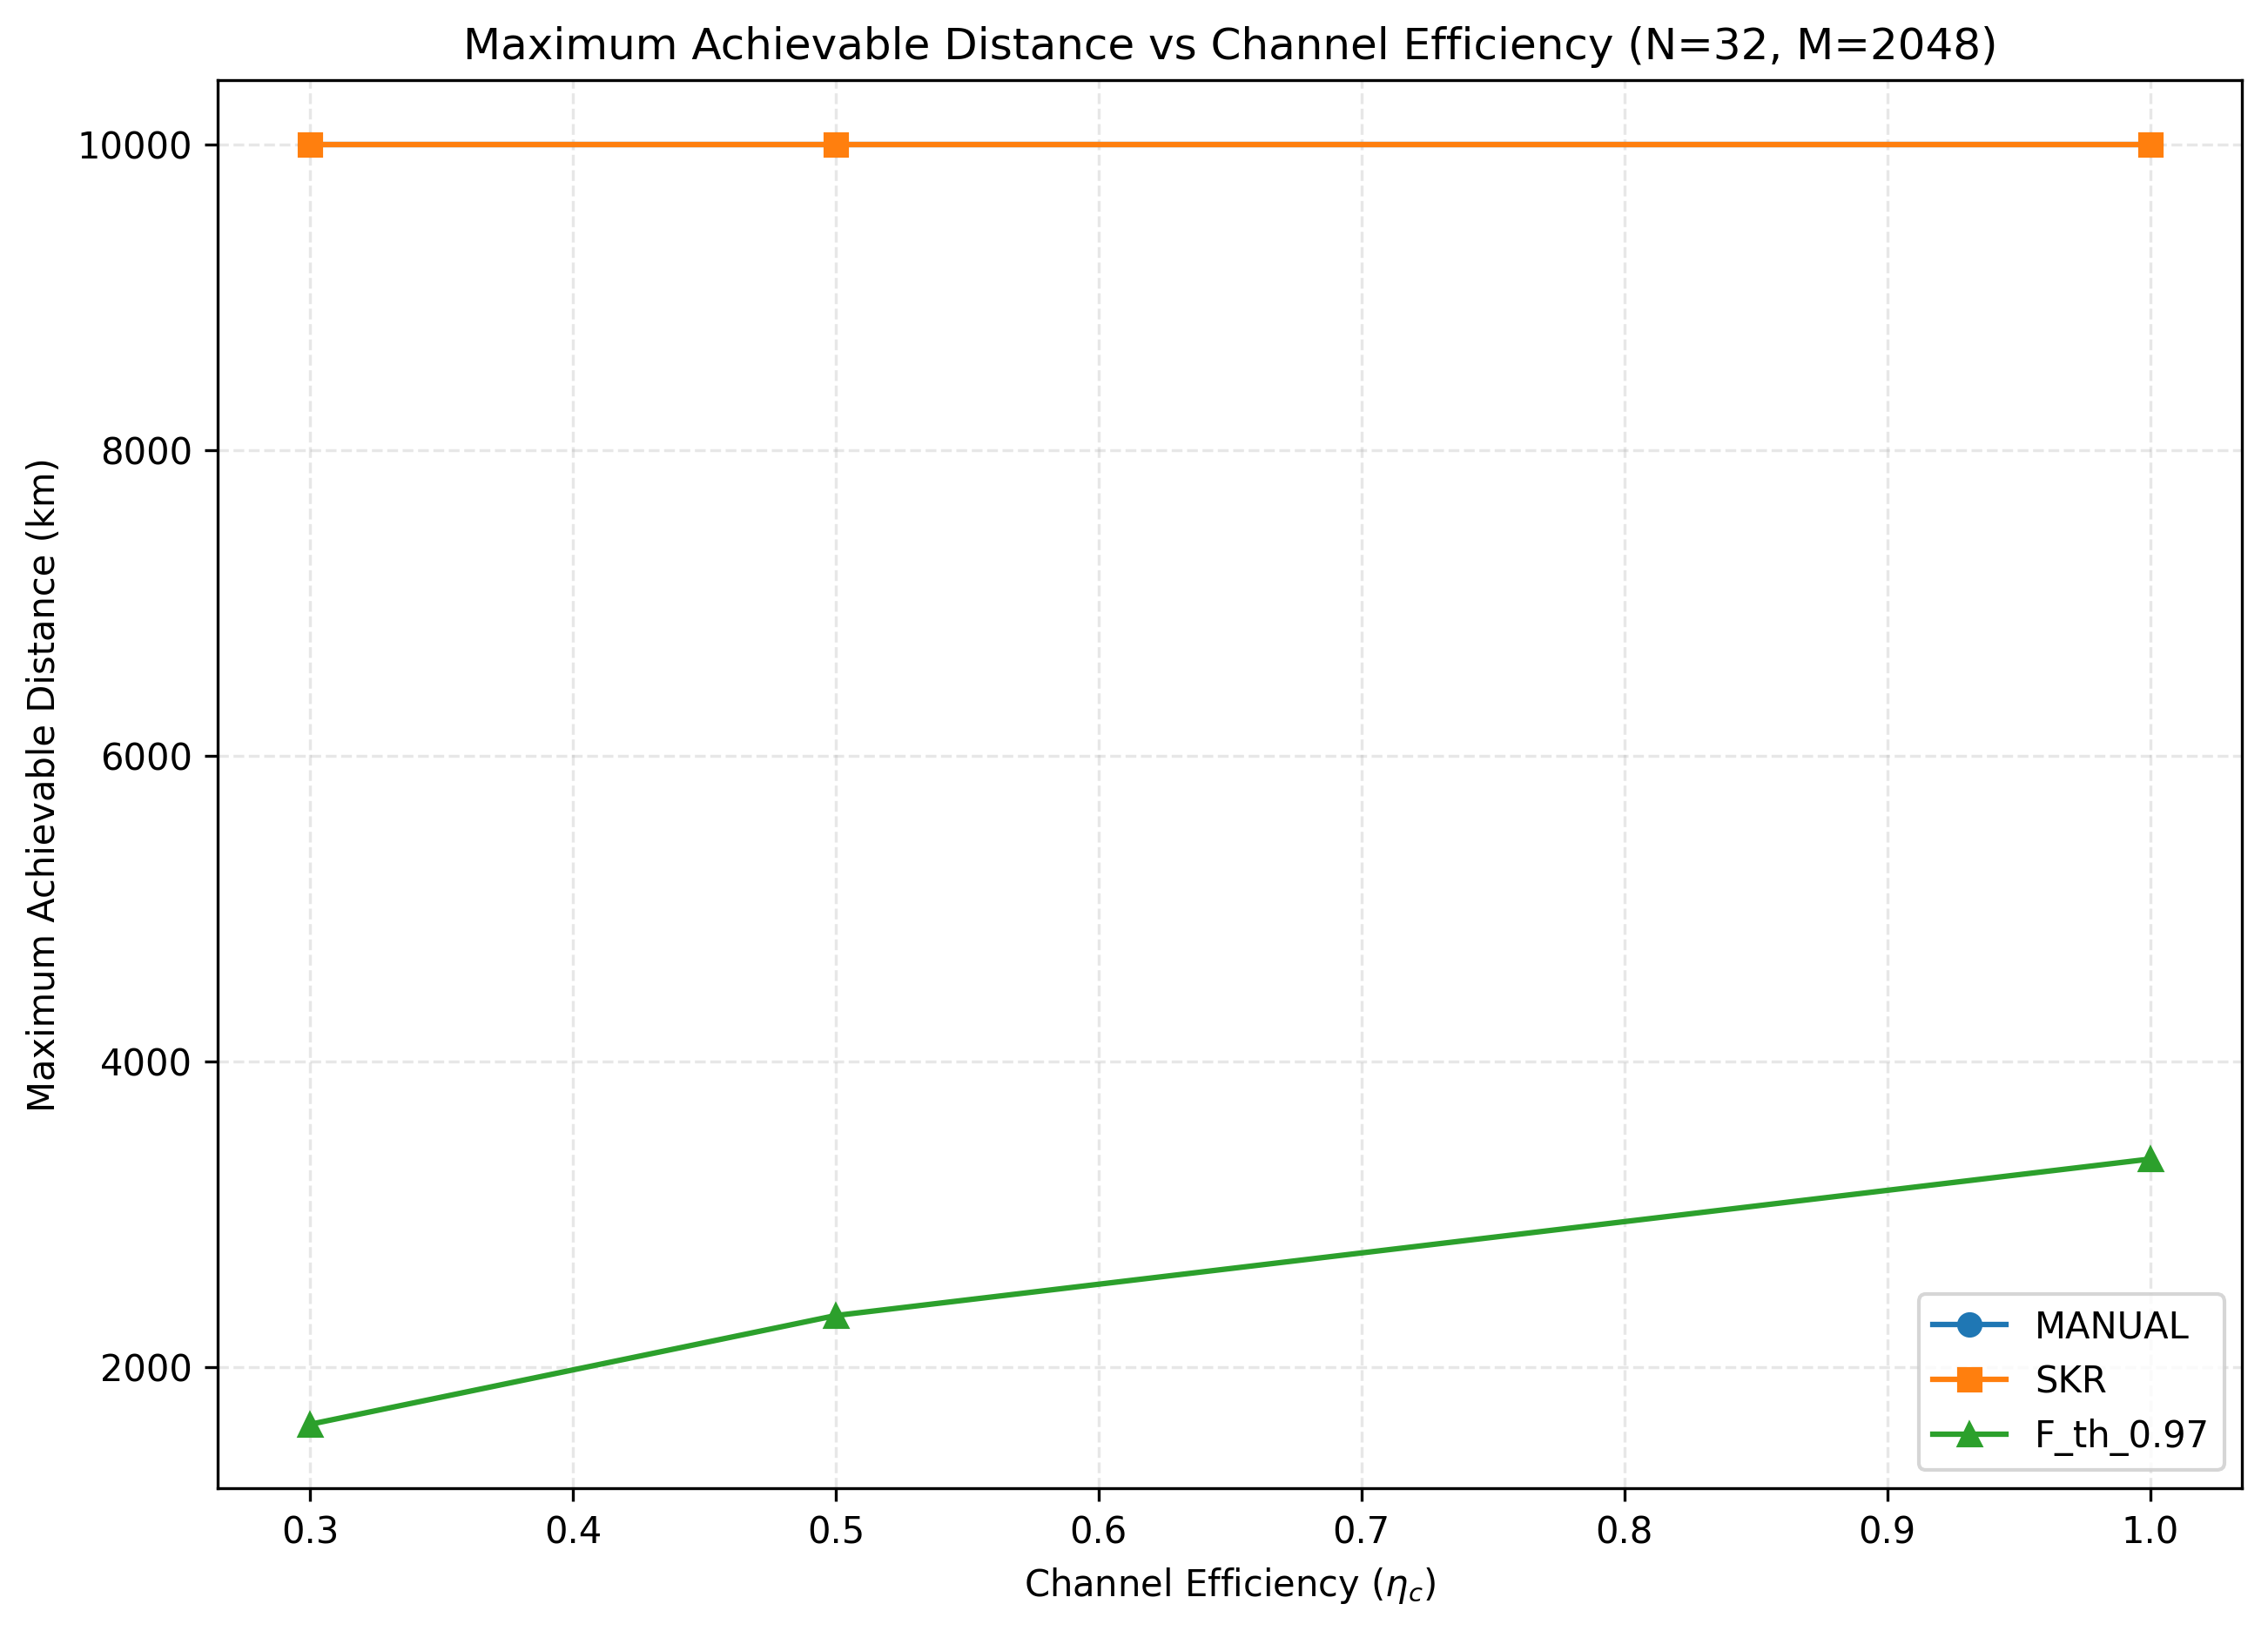 Maximum Achievable Distance vs Channel Efficiency (N=32, M=2048)
Maximum Achievable Distance (km)
10000
8000
6000
4000
2000
0.3 0.4 0.5 0.6 0.7 0.8 0.9 1.0
Channel Efficiency (η_c)
MANUAL
SKR
F_th_0.97